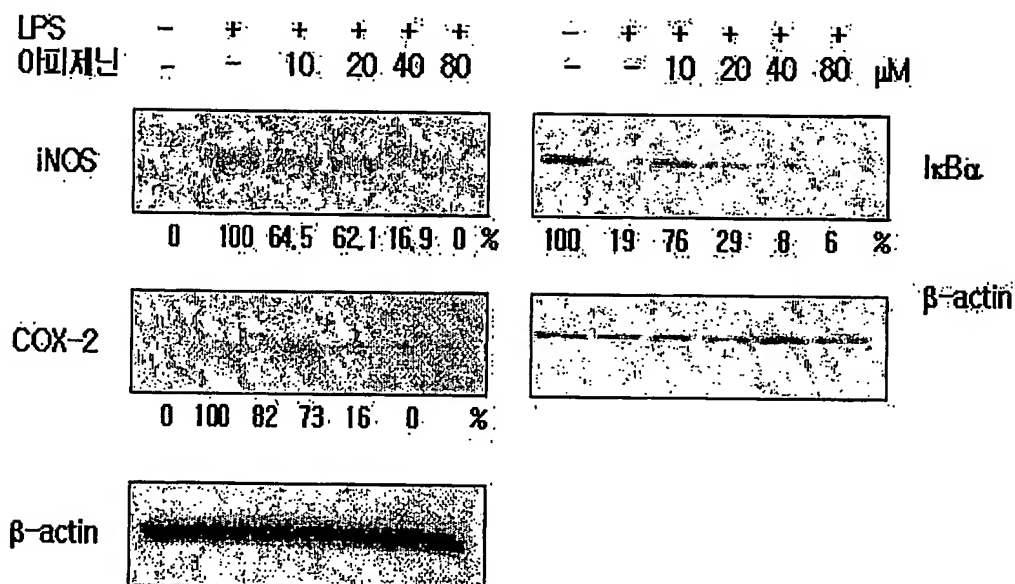 LPS - + + + + + - + + + + +
아피제닌 - - 10 20 40 80 - - 10 20 40 80 μM
iNOS IκBα
0 100 64.5 62.1 16.9 0 % 100 19 76 29 8 6 %
β-actin
COX-2
0 100 82 73 16 0 %
β-actin